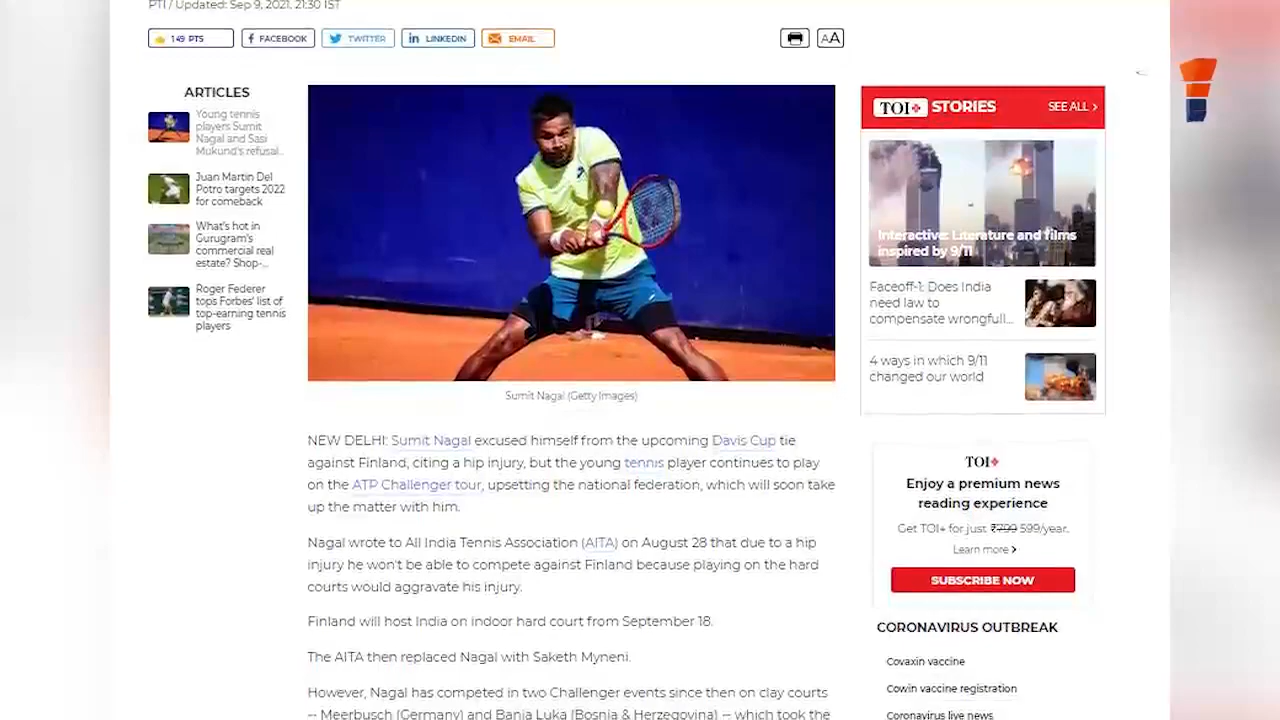 PTI / Updated: Sep 9, 2021, 21:30 IST
149 PTS
FACEBOOK
TWITTER
LINKEDIN
EMAIL
AA
ARTICLES
Young tennis
players Sumit
Nagal and Sasi
Mukund's refusal...
Juan Martin Del
Potro targets 2022
for comeback
What's hot in
Gurugram's
commercial real
estate? Shop-...
Roger Federer
tops Forbes' list of
top-earning tennis
players
Sumit Nagal (Getty Images)
NEW DELHI: Sumit Nagal excused himself from the upcoming Davis Cup tie
against Finland, citing a hip injury, but the young tennis player continues to play
on the ATP Challenger tour, upsetting the national federation, which will soon take
up the matter with him.
Nagal wrote to All India Tennis Association (AITA) on August 28 that due to a hip
injury he won't be able to compete against Finland because playing on the hard
courts would aggravate his injury.
Finland will host India on indoor hard court from September 18.
The AITA then replaced Nagal with Saketh Myneni.
However, Nagal has competed in two Challenger events since then on clay courts
-- Meerbusch (Germany) and Banja Luka (Bosnia & Herzegovina) -- which took the
TOI+ STORIES
SEE ALL >
Interactive: Literature and films
inspired by 9/11
Faceoff-1: Does India
need law to
compensate wrongfull...
4 ways in which 9/11
changed our world
TOI+
Enjoy a premium news
reading experience
Get TOI+ for just ₹799 599/year.
Learn more >
SUBSCRIBE NOW
CORONAVIRUS OUTBREAK
Covaxin vaccine
Cowin vaccine registration
Coronavirus live news